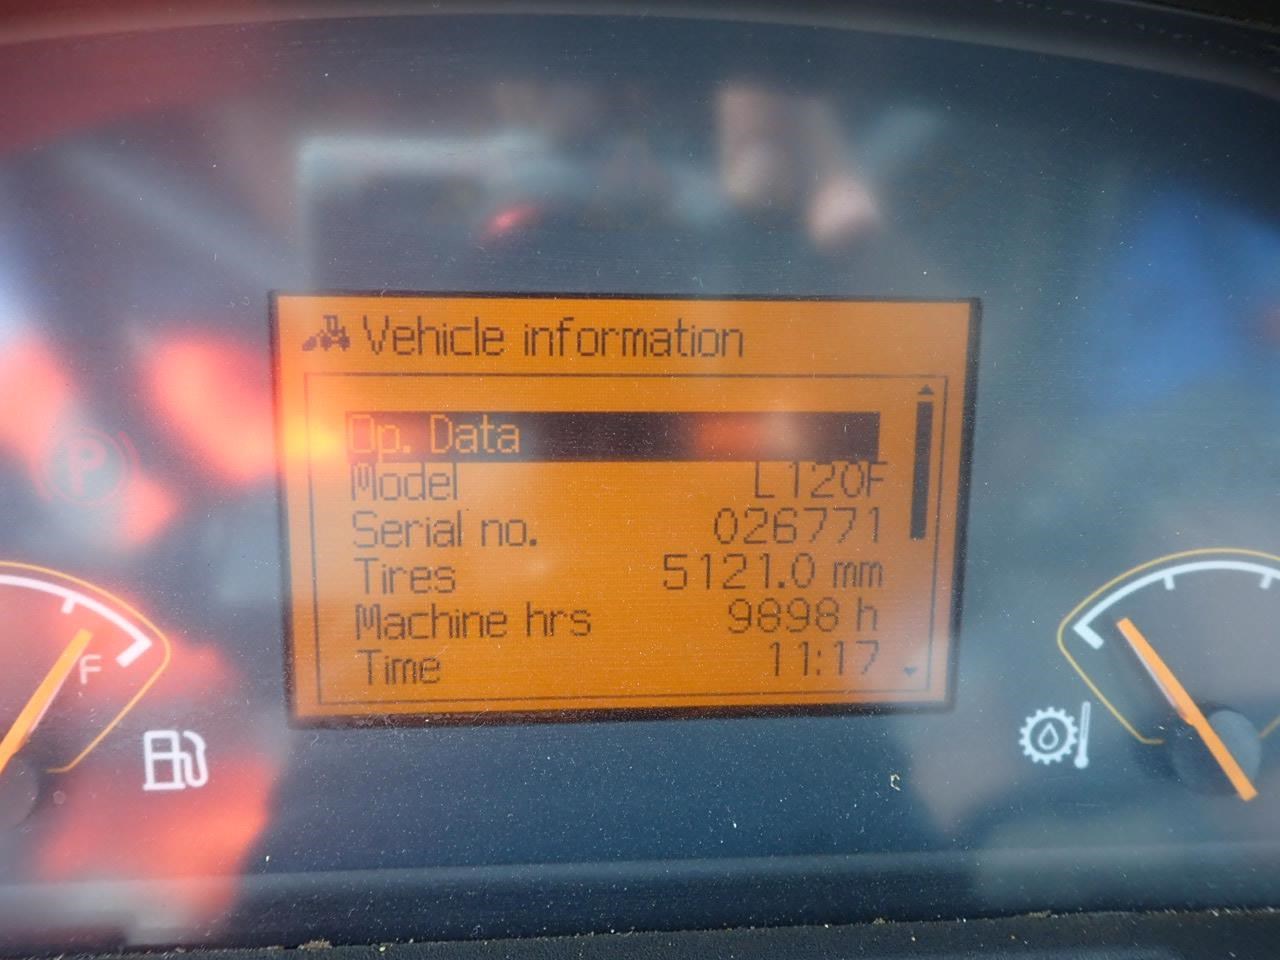 Vehicle information
Op. Data
Model L120F
Serial no. 026771
Tires 5121.0 mm
Machine hrs 9898 h
Time 11:17
P
F